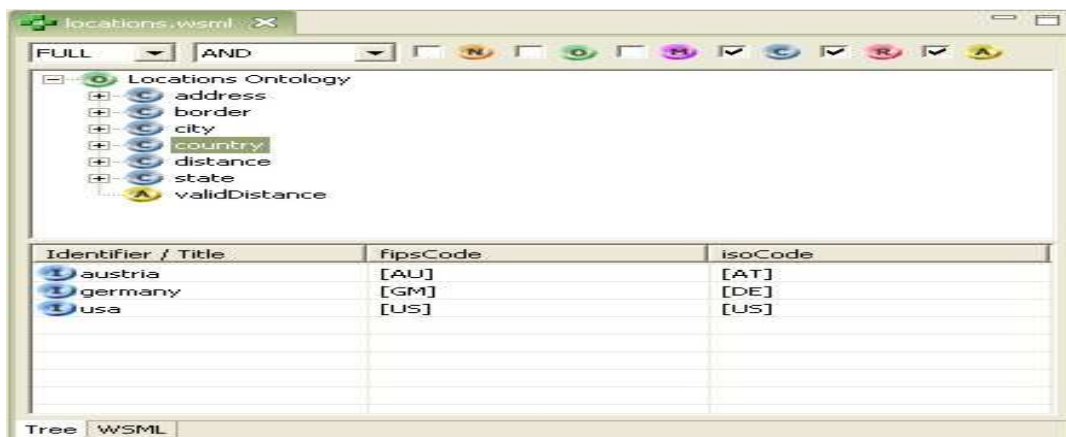 locations.wsml
FULL AND N O M C R A
O Locations Ontology
C address
C border
C city
C country
C distance
C state
A validDistance
Identifier / Title fipsCode isoCode
I austria [AU] [AT]
I germany [GM] [DE]
I usa [US] [US]
Tree WSML